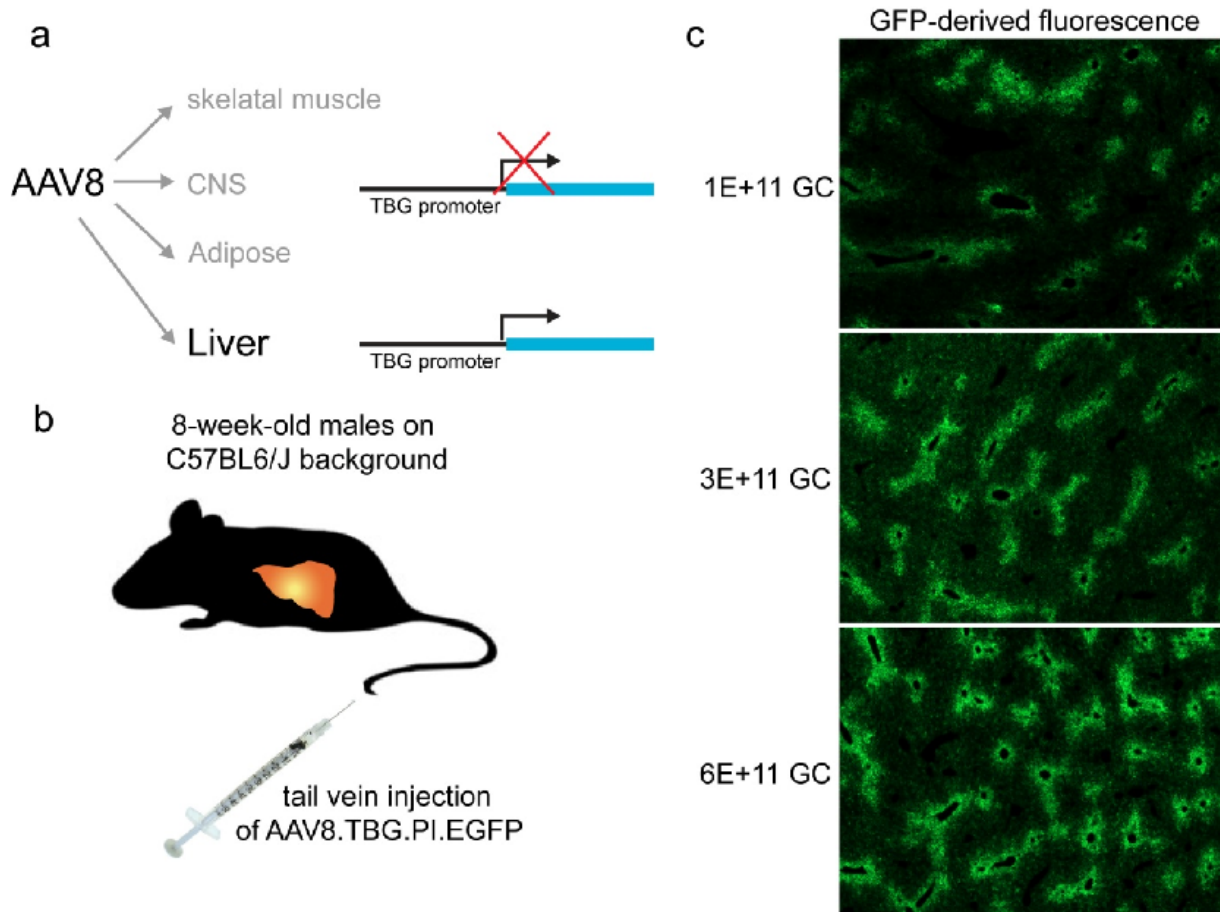 a
AAV8
skelatal muscle
CNS
Adipose
Liver
TBG promoter
TBG promoter
b
8-week-old males on
C57BL6/J background
tail vein injection
of AAV8.TBG.PI.EGFP
c
GFP-derived fluorescence
1E+11 GC
3E+11 GC
6E+11 GC